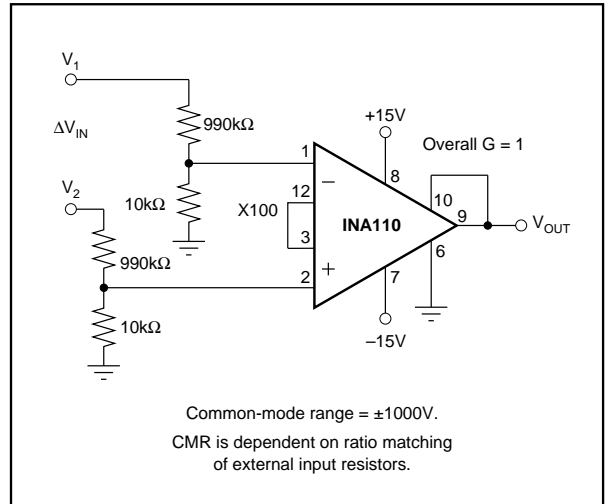 V1
ΔVIN
990kΩ
+15V
Overall G = 1
1
8
V2
10kΩ
12
–
X100
INA110
10
9
VOUT
3
6
990kΩ
+
2
7
10kΩ
–15V
Common-mode range = ±1000V.
CMR is dependent on ratio matching
of external input resistors.